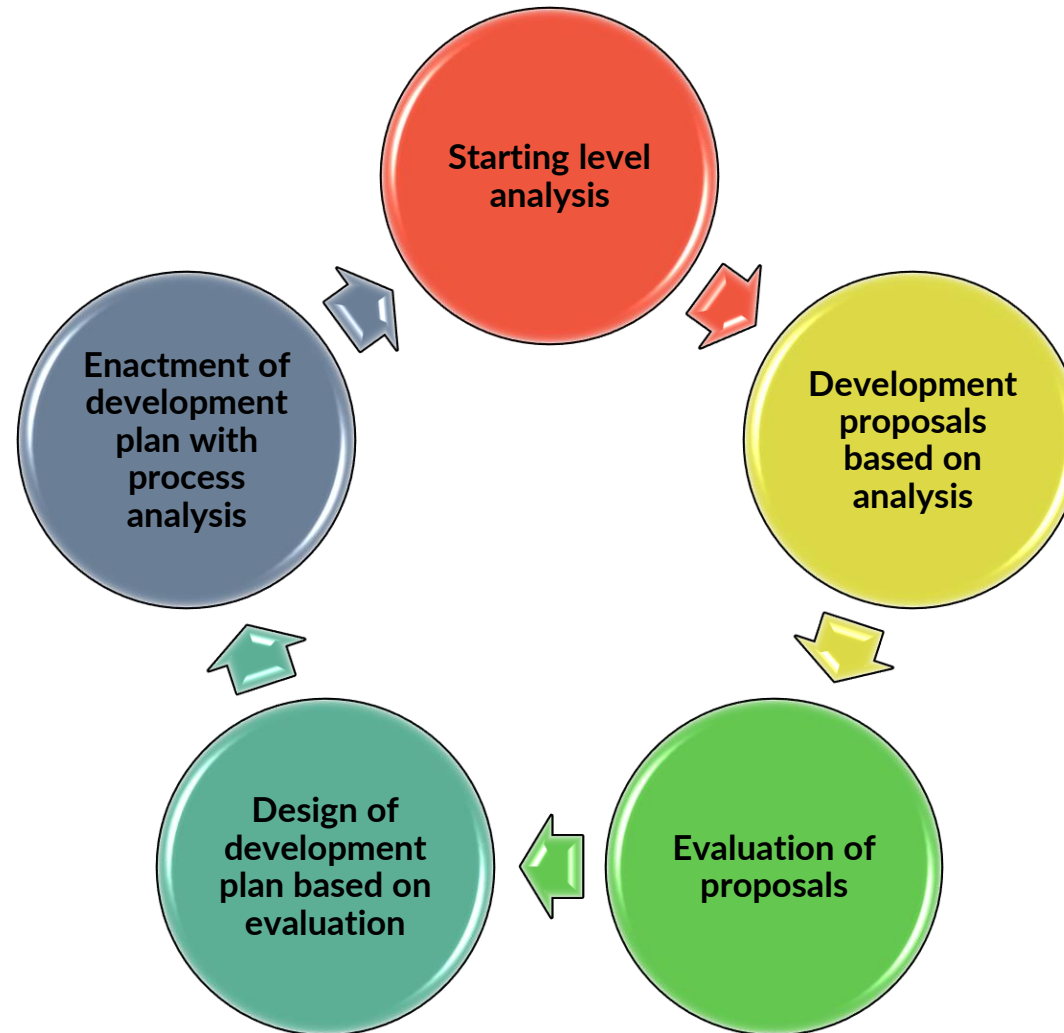 Starting level
analysis
Development
proposals
based on
analysis
Evaluation of
proposals
Design of
development
plan based on
evaluation
Enactment of
development
plan with
process
analysis